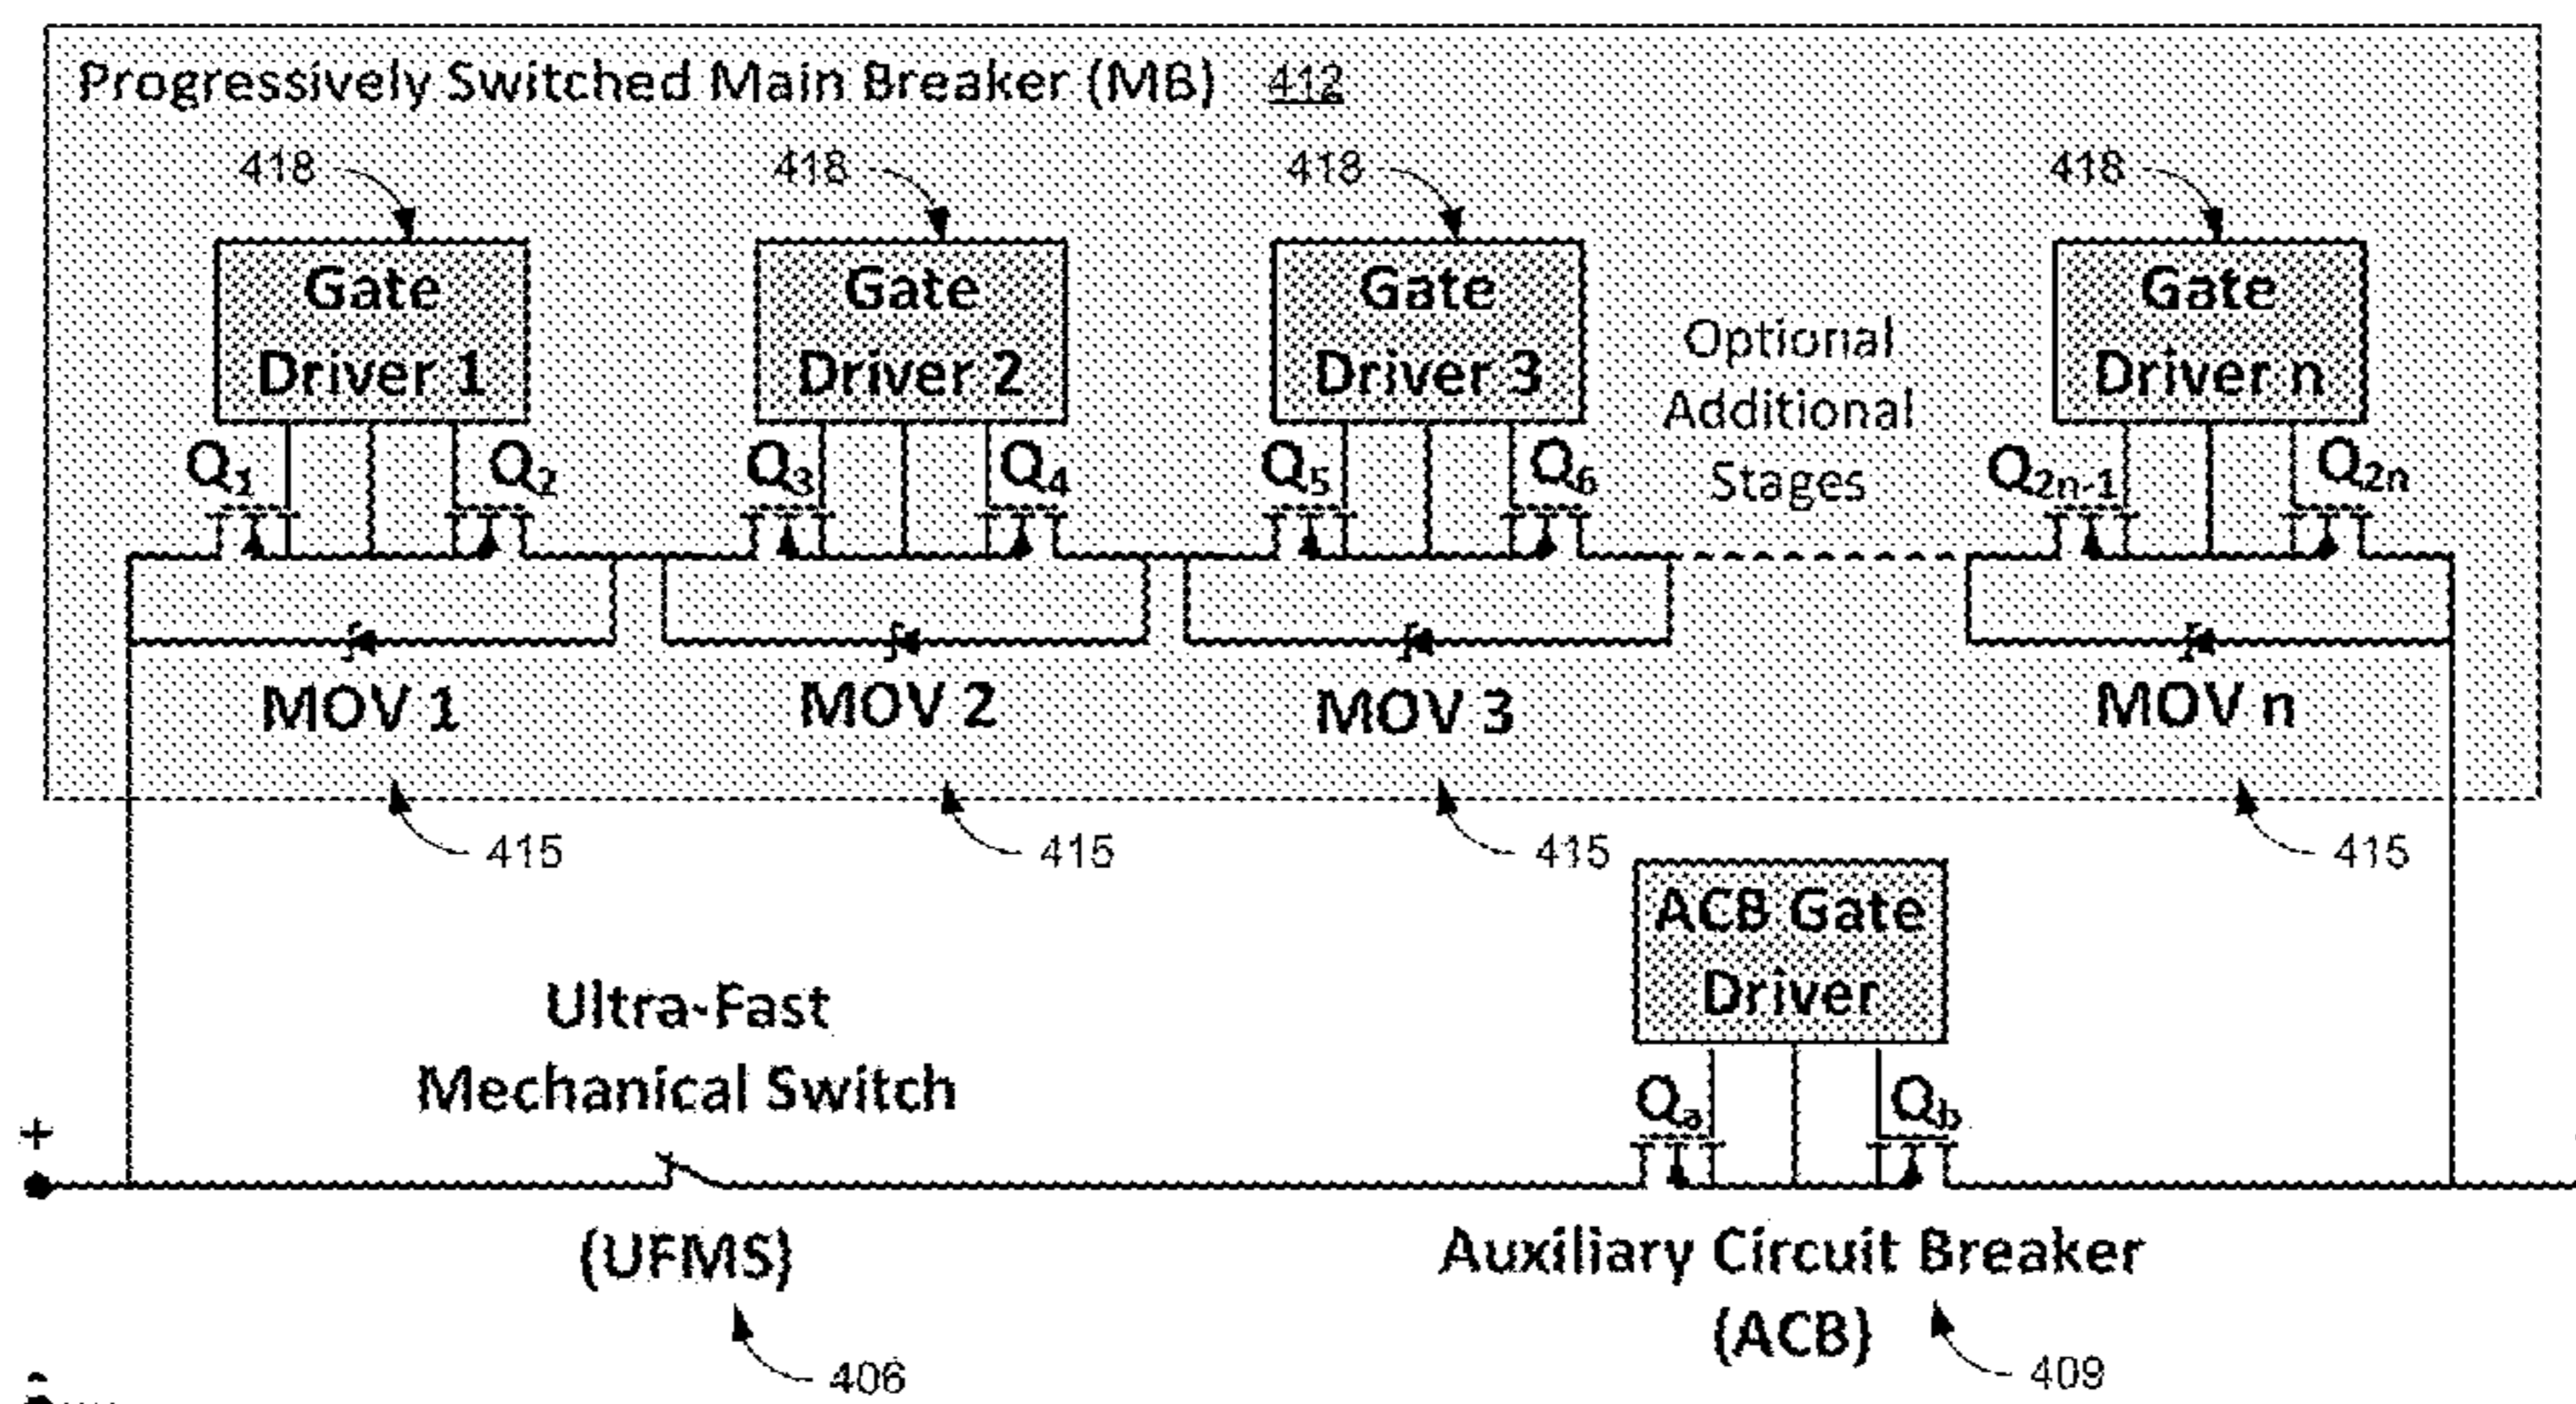 Progressively Switched Main Breaker (MB) 412
418 418 418 418
Gate Driver 1
Gate Driver 2
Gate Driver 3
Optional Additional Stages
Gate Driver n
Q1 Q2 Q3 Q4 Q5 Q6 Q2n-1 Q2n
MOV 1 MOV 2 MOV 3 MOV n
415 415 415 415
ACB Gate
Driver
Ultra-Fast
Mechanical Switch
Qa Qb
+
(UFMS)
Auxiliary Circuit Breaker
(ACB)
406
409
-